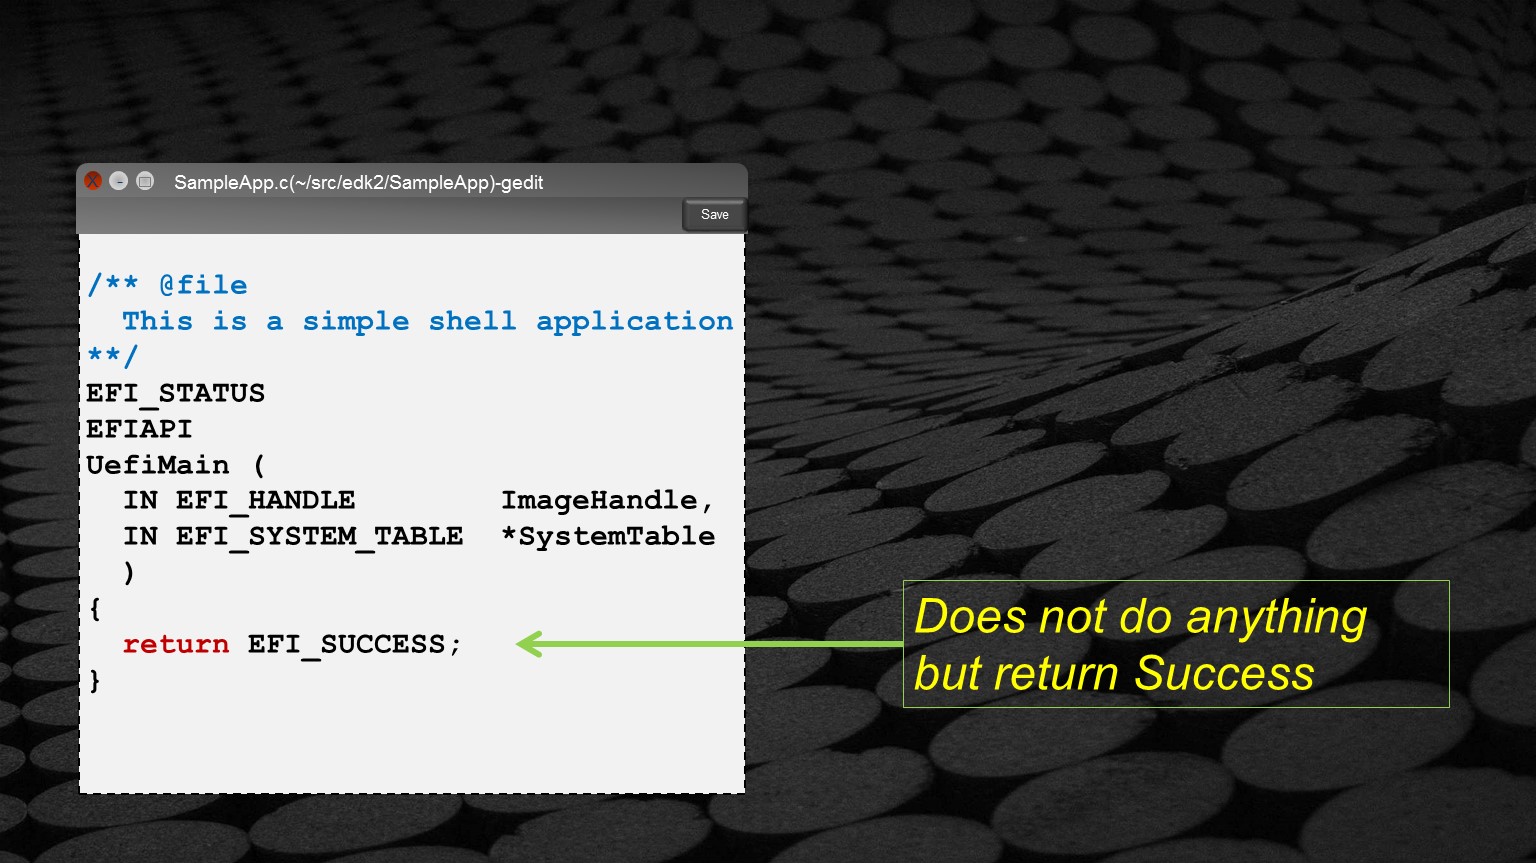 X - SampleApp.c(~/src/edk2/SampleApp)-gedit
Save
/** @file
  This is a simple shell application
**/
EFI_STATUS
EFIAPI
UefiMain (
  IN EFI_HANDLE        ImageHandle,
  IN EFI_SYSTEM_TABLE  *SystemTable
  )
{
  return EFI_SUCCESS;
}
Does not do anything
but return Success